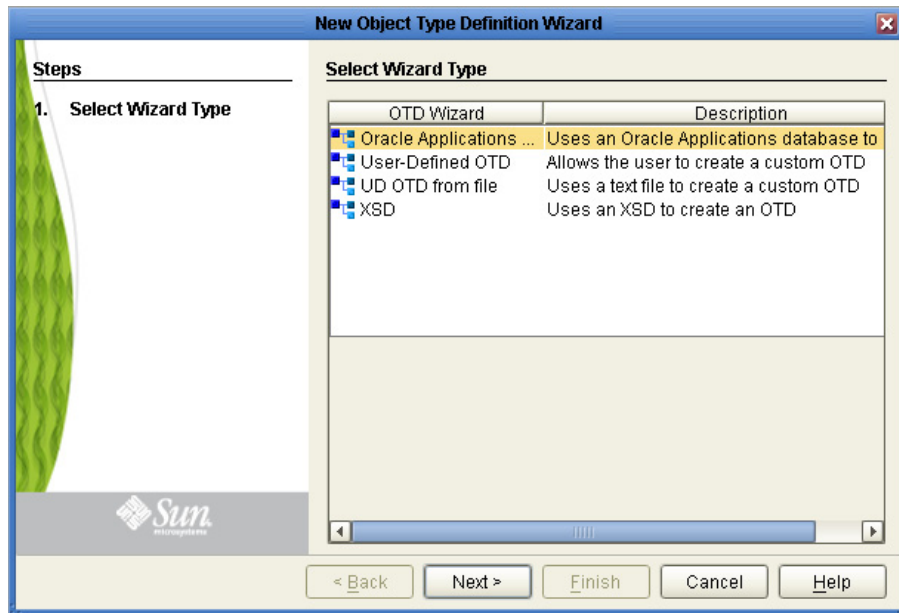 New Object Type Definition Wizard
Steps
1. Select Wizard Type
Select Wizard Type
OTD Wizard Description
Oracle Applications ... Uses an Oracle Applications database to
User-Defined OTD Allows the user to create a custom OTD
UD OTD from file Uses a text file to create a custom OTD
XSD Uses an XSD to create an OTD
Sun
microsystems
< Back Next > Finish Cancel Help